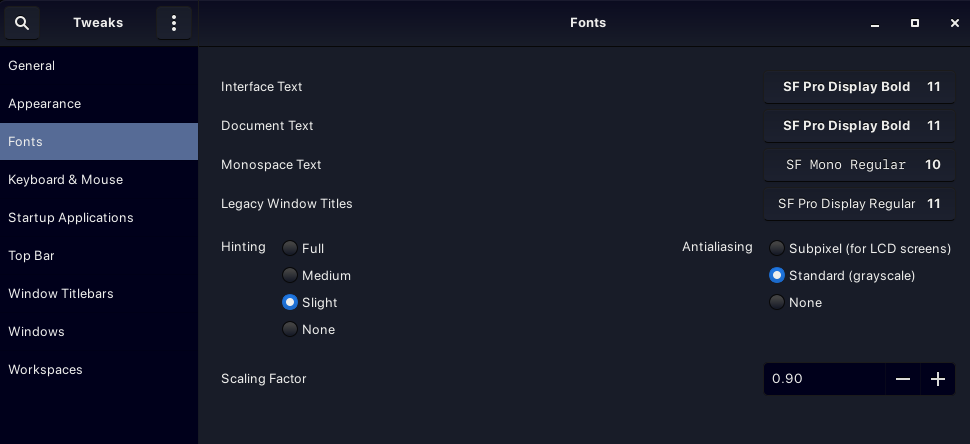 Tweaks
Fonts
General
Appearance
Fonts
Keyboard & Mouse
Startup Applications
Top Bar
Window Titlebars
Windows
Workspaces
Interface Text SF Pro Display Bold 11
Document Text SF Pro Display Bold 11
Monospace Text SF Mono Regular 10
Legacy Window Titles SF Pro Display Regular 11
Hinting
Full
Medium
Slight
None
Antialiasing
Subpixel (for LCD screens)
Standard (grayscale)
None
Scaling Factor 0.90